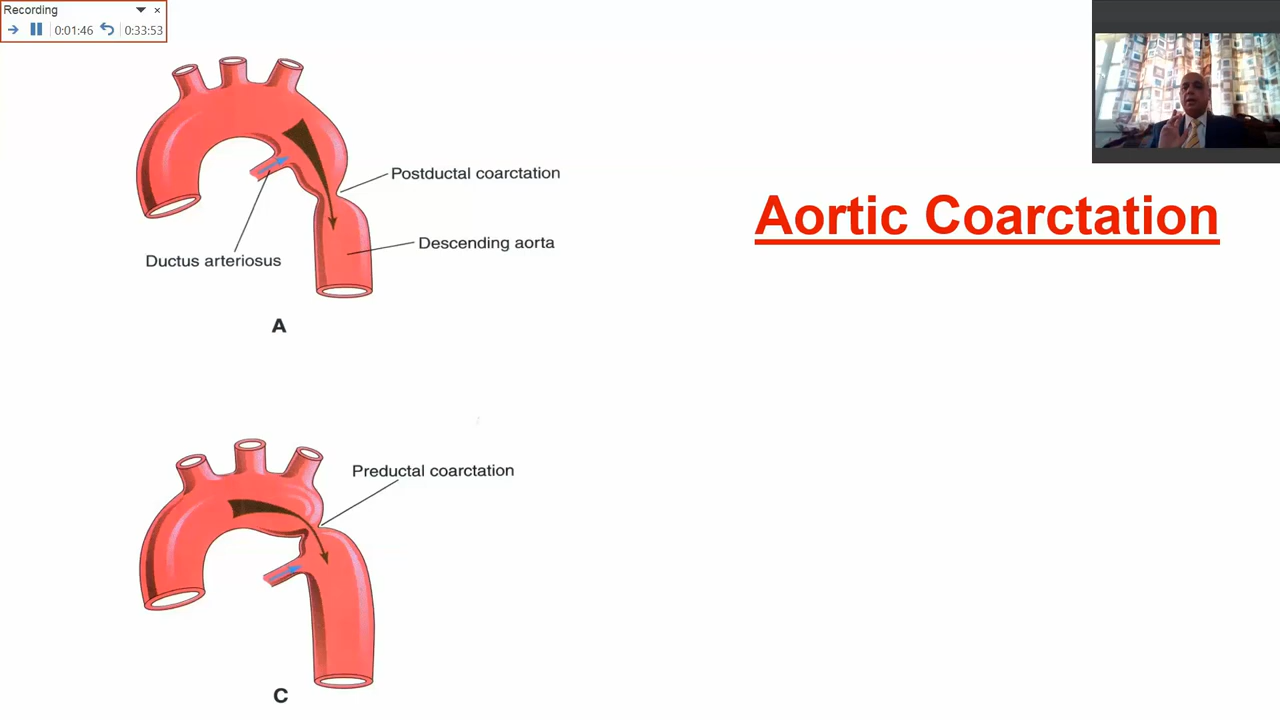 Recording
0:01:46 0:33:53
Aortic Coarctation
Postductal coarctation
Descending aorta
Ductus arteriosus
A
Preductal coarctation
C